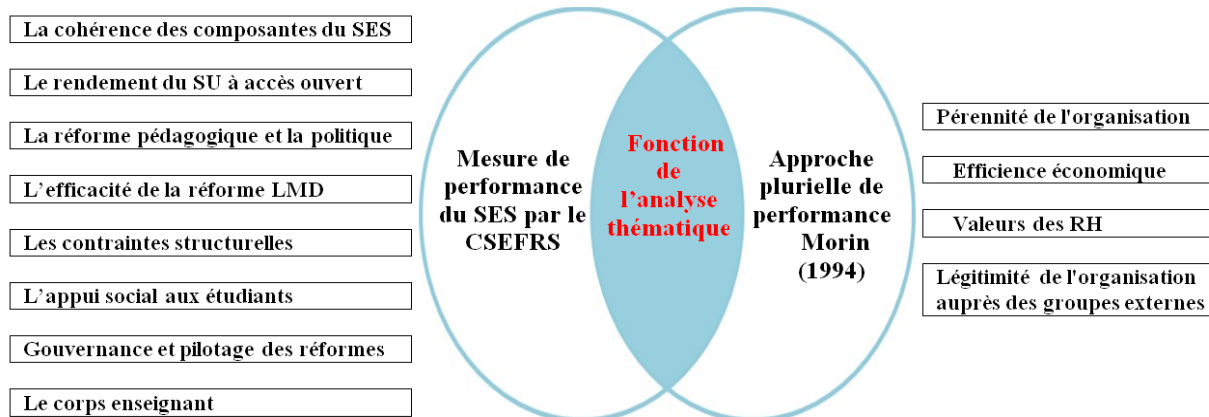 La cohérence des composantes du SES
Le rendement du SU à accès ouvert
La réforme pédagogique et la politique
L’efficacité de la réforme LMD
Les contraintes structurelles
L’appui social aux étudiants
Gouvernance et pilotage des réformes
Le corps enseignant
Mesure de
performance
du SES par le
CSEFRS
Fonction
de
l’analyse
thématique
Approche
plurielle de
performance
Morin
(1994)
Pérennité de l'organisation
Efficience économique
Valeurs des RH
Légitimité de l'organisation
auprès des groupes externes